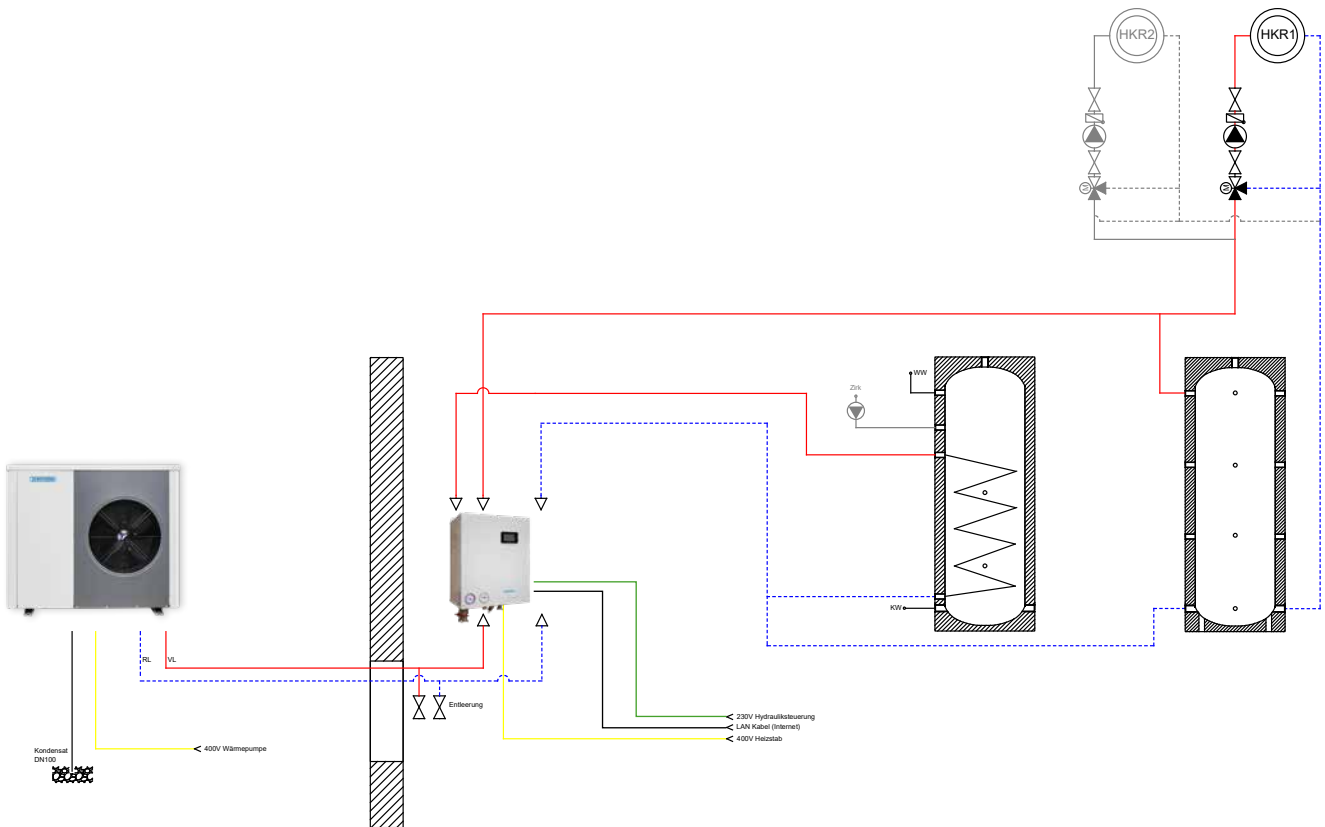 HKR2
HKR1
WW
Zirk
KW
RL
VL
Entleerung
230V Hydrauliksteuerung
LAN Kabel (Internet)
400V Heizstab
400V Wärmepumpe
Kondensat
DN100